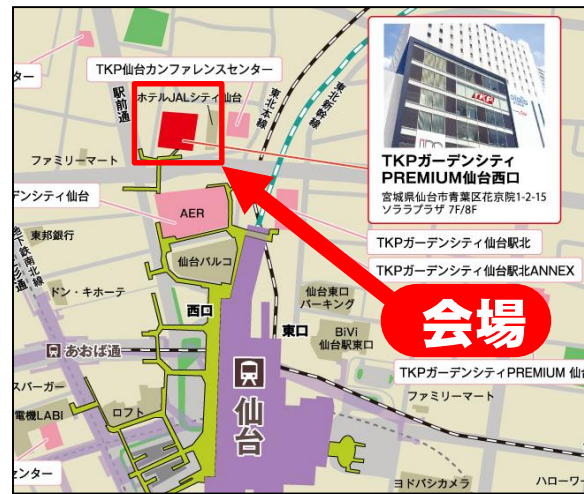 ター
TKP仙台カンファレンスセンター
ホテルJALシティ仙台
駅前通
東北本線
東北新幹線
TKP
TKPガーデンシティ
PREMIUM仙台西口
宮城県仙台市青葉区花京院1-2-15
ソララプラザ 7F/8F
ファミリーマート
デンシティ仙台
AER
東邦銀行
地下鉄南北線
仙台パルコ
TKPガーデンシティ仙台駅北
TKPガーデンシティ仙台駅北ANNEX
ドン・キホーテ
西口
東口
仙台東口
パーキング
BiVi
仙台駅東口
会場
あおば通
TKPガーデンシティPREMIUM 仙
ファミリーマート
スバーガー
電機LABI
ロフト
仙台
センター
ヨドバシカメラ
ハローワー